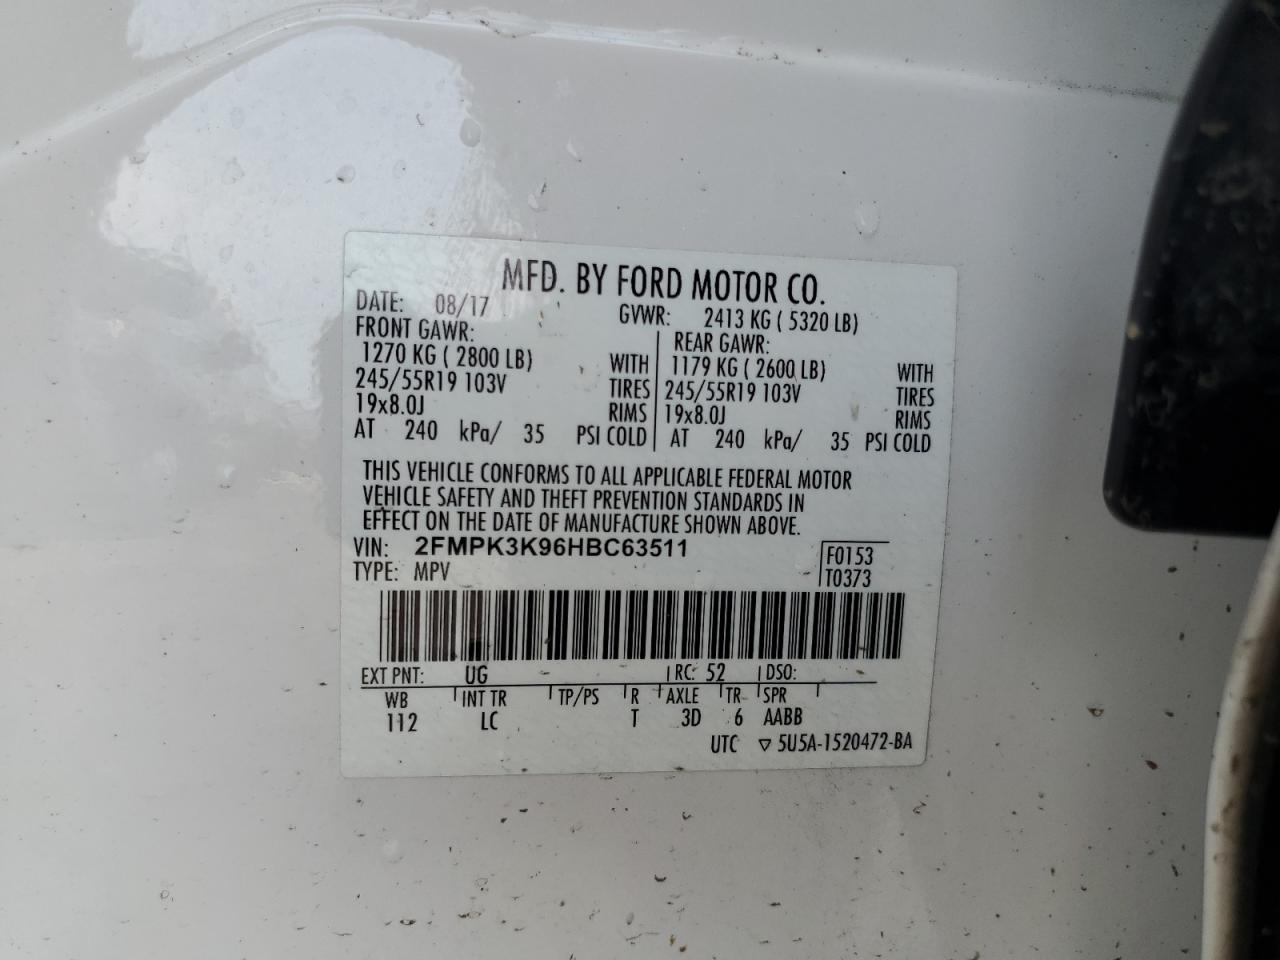 MFD. BY FORD MOTOR CO.
DATE: 08/17 GVWR: 2413 KG ( 5320 LB)
FRONT GAWR: REAR GAWR:
1270 KG ( 2800 LB) WITH 1179 KG ( 2600 LB) WITH
245/55R19 103V TIRES 245/55R19 103V TIRES
19x8.0J RIMS 19x8.0J RIMS
AT 240 kPa/ 35 PSI COLD AT 240 kPa/ 35 PSI COLD
THIS VEHICLE CONFORMS TO ALL APPLICABLE FEDERAL MOTOR
VEHICLE SAFETY AND THEFT PREVENTION STANDARDS IN
EFFECT ON THE DATE OF MANUFACTURE SHOWN ABOVE.
VIN: 2FMPK3K96HBC63511 F0153
TYPE: MPV T0373
EXT PNT: UG RC: 52 DSO:
WB INT TR TP/PS R AXLE TR SPR
112 LC T 3D 6 AABB
UTC ▽ 5U5A-1520472-BA